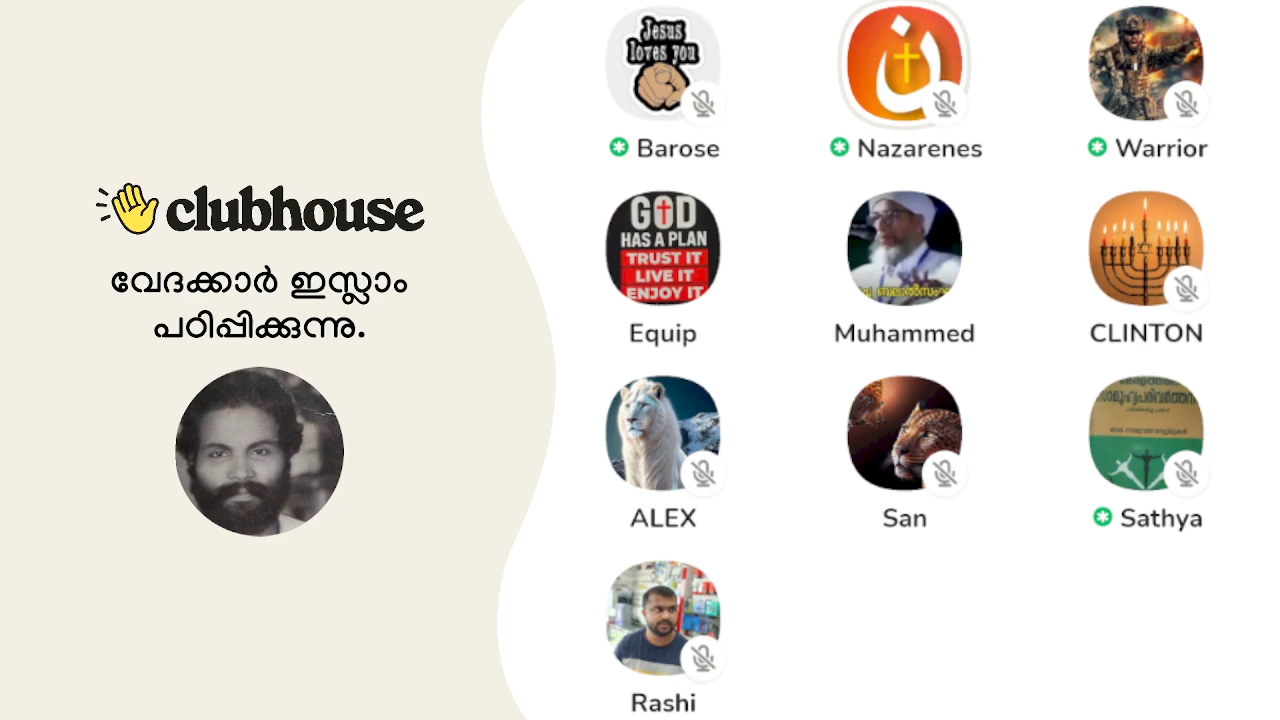 clubhouse
വേദക്കാർ ഇസ്ലാം
പഠിപ്പിക്കുന്നു.
Jesus
loves you
ن
Barose
Nazarenes
Warrior
GOD
HAS A PLAN
TRUST IT
LIVE IT
ENJOY IT
Equip
Muhammed
CLINTON
ALEX
San
Sathya
Rashi